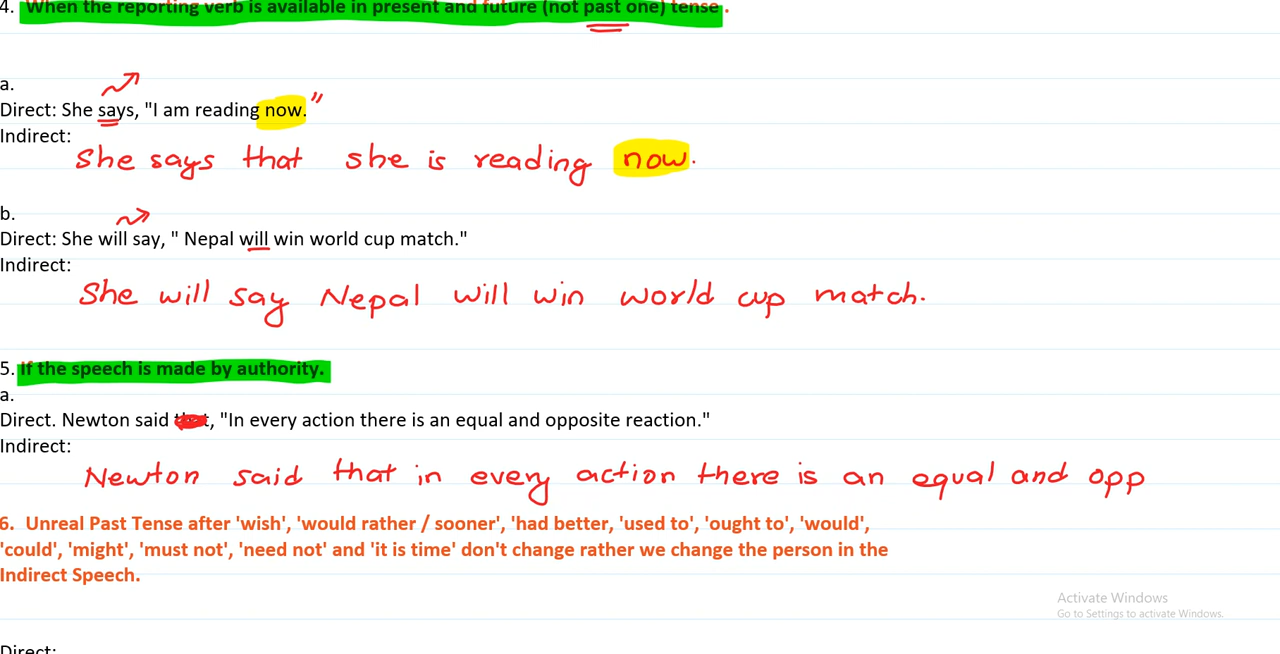 4. When the reporting verb is available in present and future (not past one) tense.
a.
Direct: She says, "I am reading now."
Indirect:
She says that she is reading now.
b.
Direct: She will say, " Nepal will win world cup match."
Indirect:
She will say Nepal will win world cup match.
5. If the speech is made by authority.
a.
Direct. Newton said , "In every action there is an equal and opposite reaction."
Indirect:
Newton said that in every action there is an equal and opp
6. Unreal Past Tense after 'wish', 'would rather / sooner', 'had better, 'used to', 'ought to', 'would',
'could', 'might', 'must not', 'need not' and 'it is time' don't change rather we change the person in the
Indirect Speech.
Activate Windows
Go to Settings to activate Windows.
Direct: